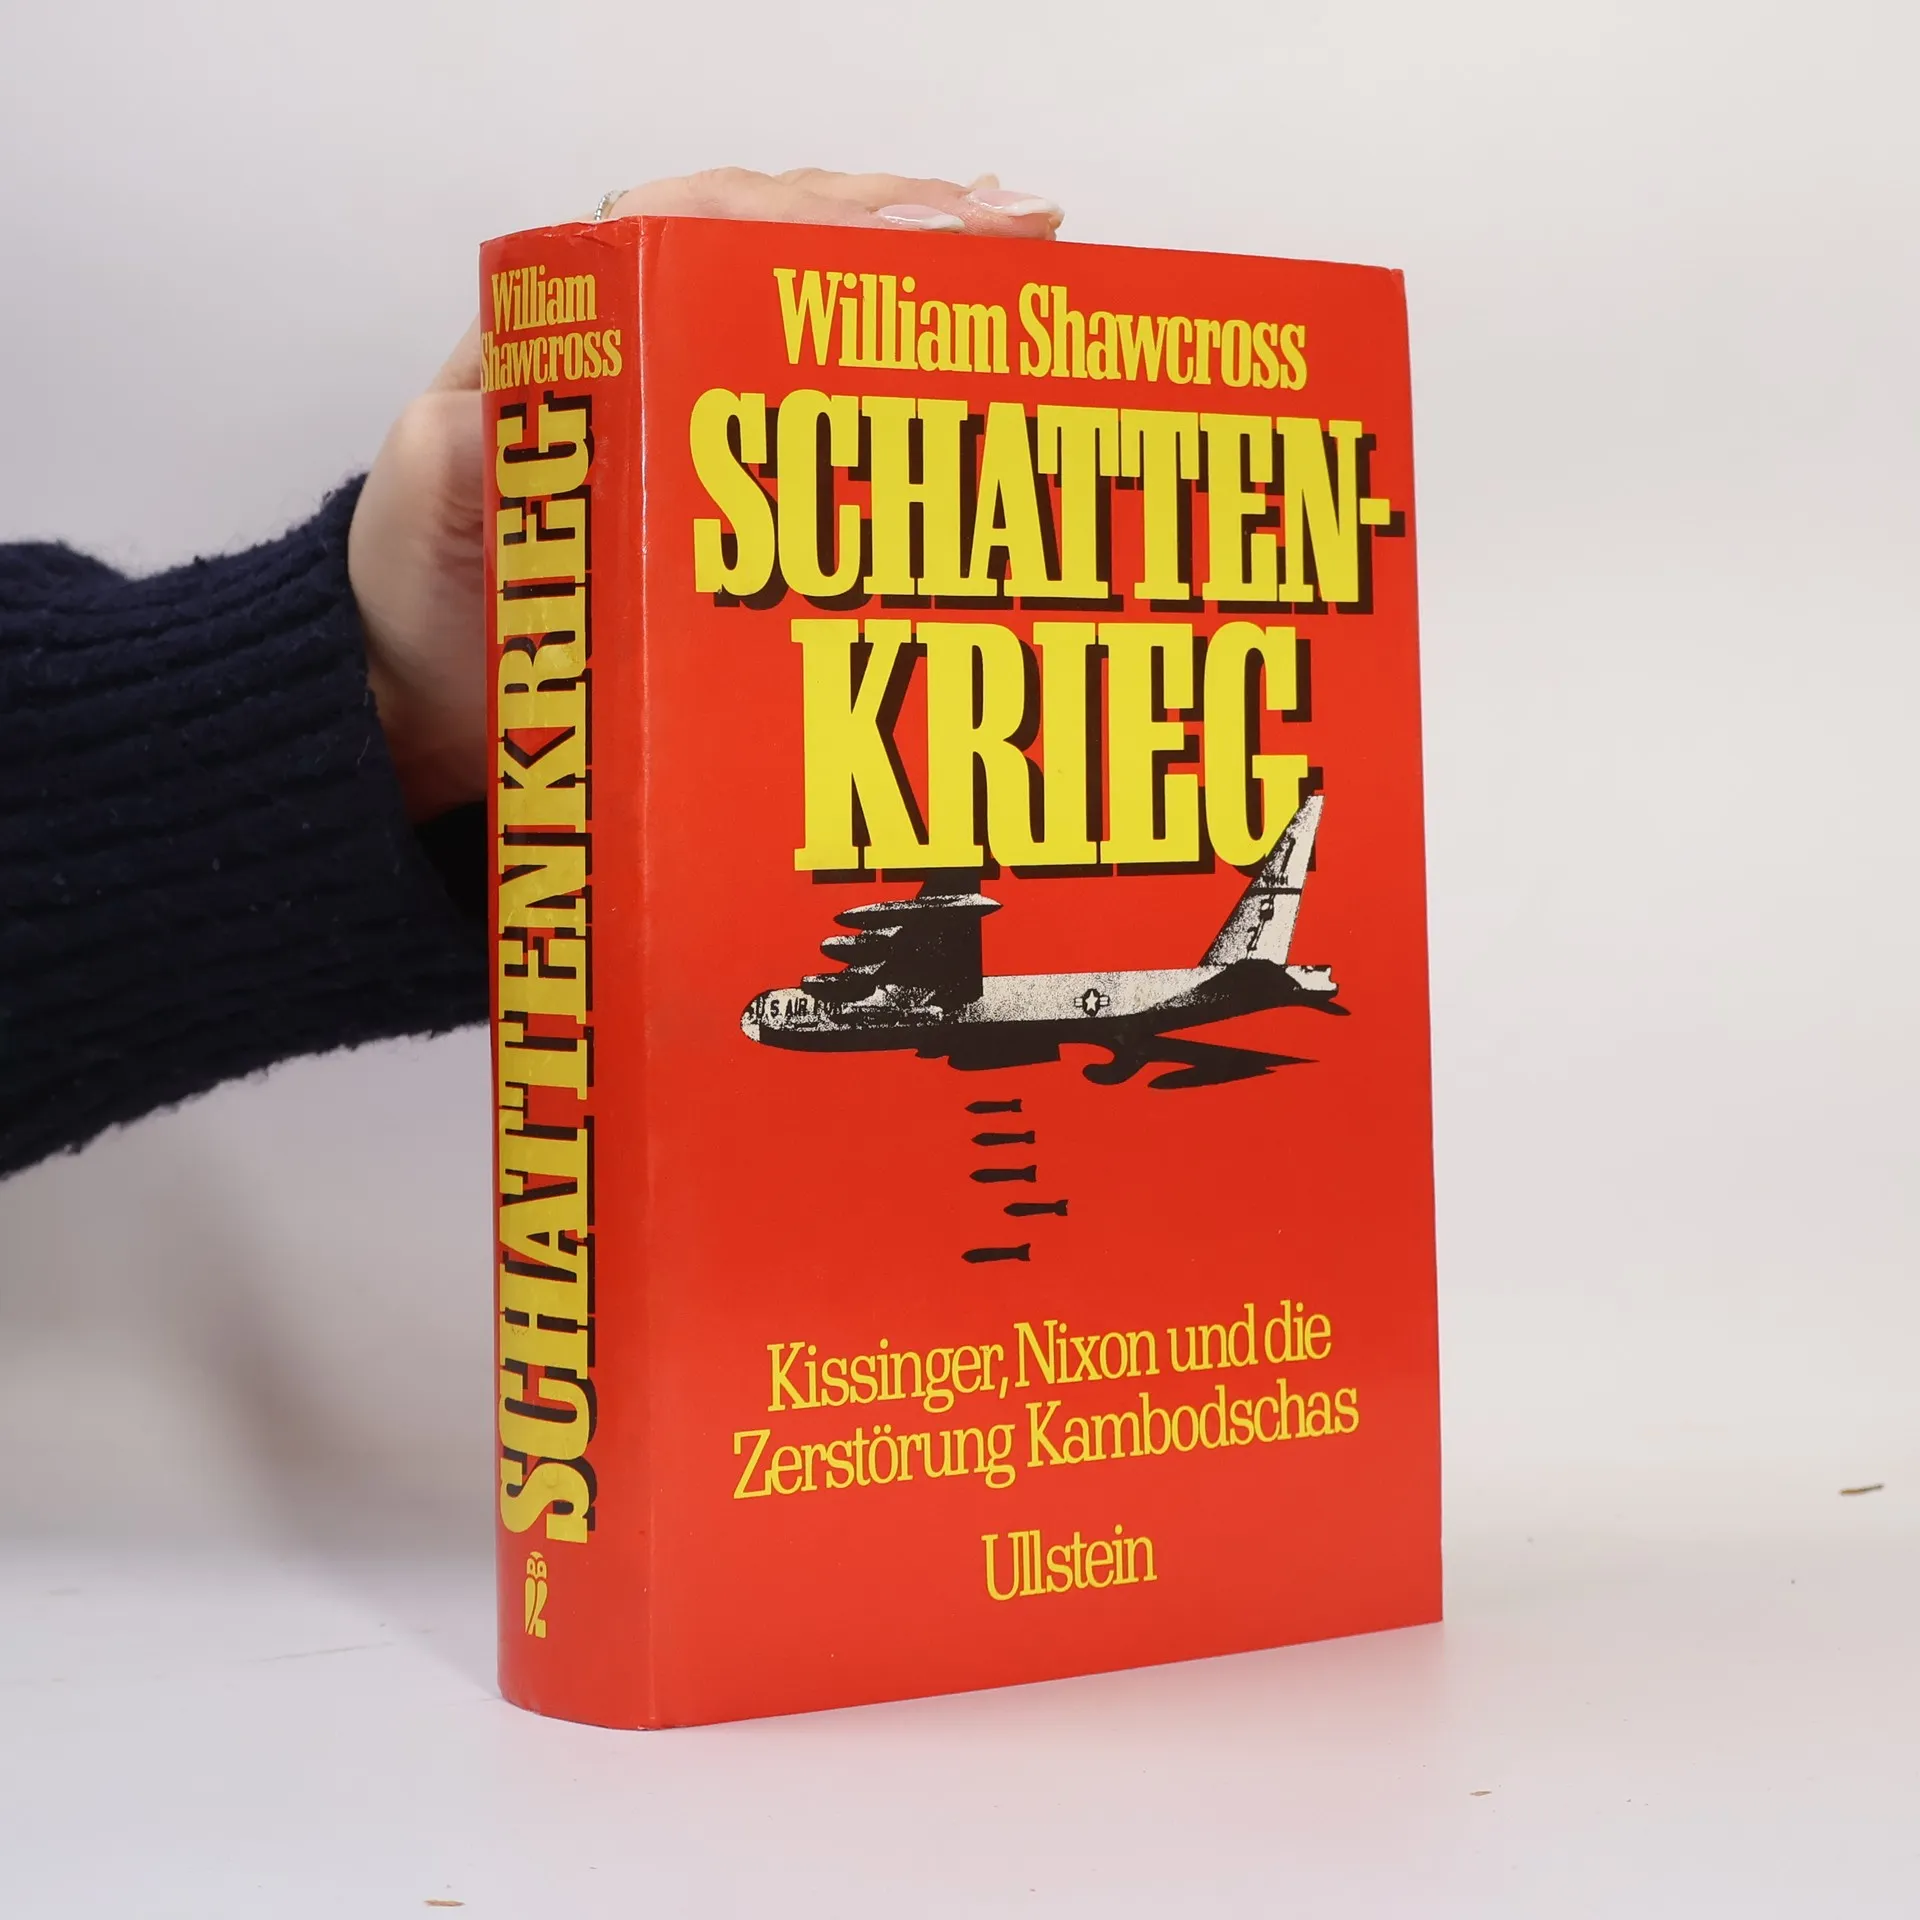 William
Shawcross
SCHATTENKRIEG
William Shawcross
SCHATTEN-
KRIEG
U.S. AIR
Kissinger, Nixon und die
Zerstörung Kambodschas
Ullstein